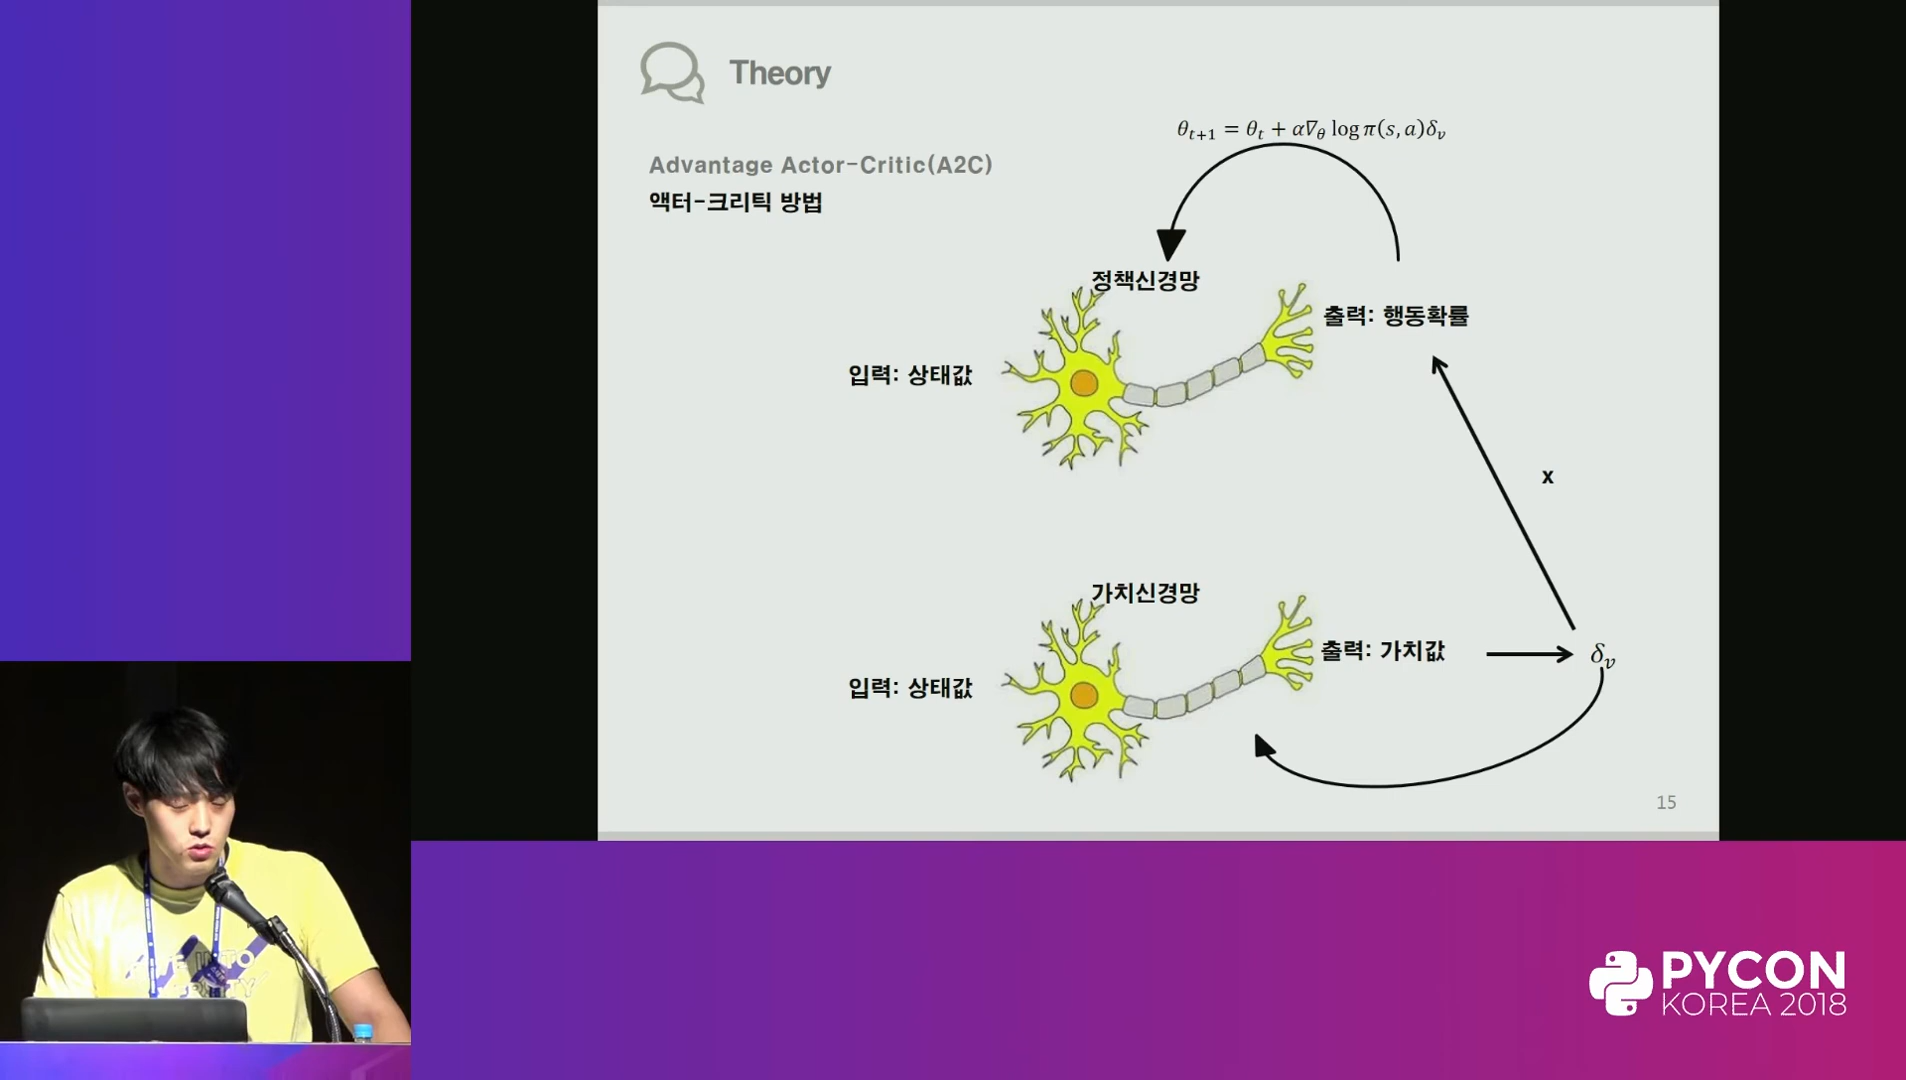 Theory
θ_{t+1} = θ_t + α∇_θ log π(s, a)δ_v
Advantage Actor-Critic(A2C)
액터-크리틱 방법
정책신경망
출력: 행동확률
입력: 상태값
x
가치신경망
출력: 가치값
δ_v
입력: 상태값
15
PYCON
KOREA 2018